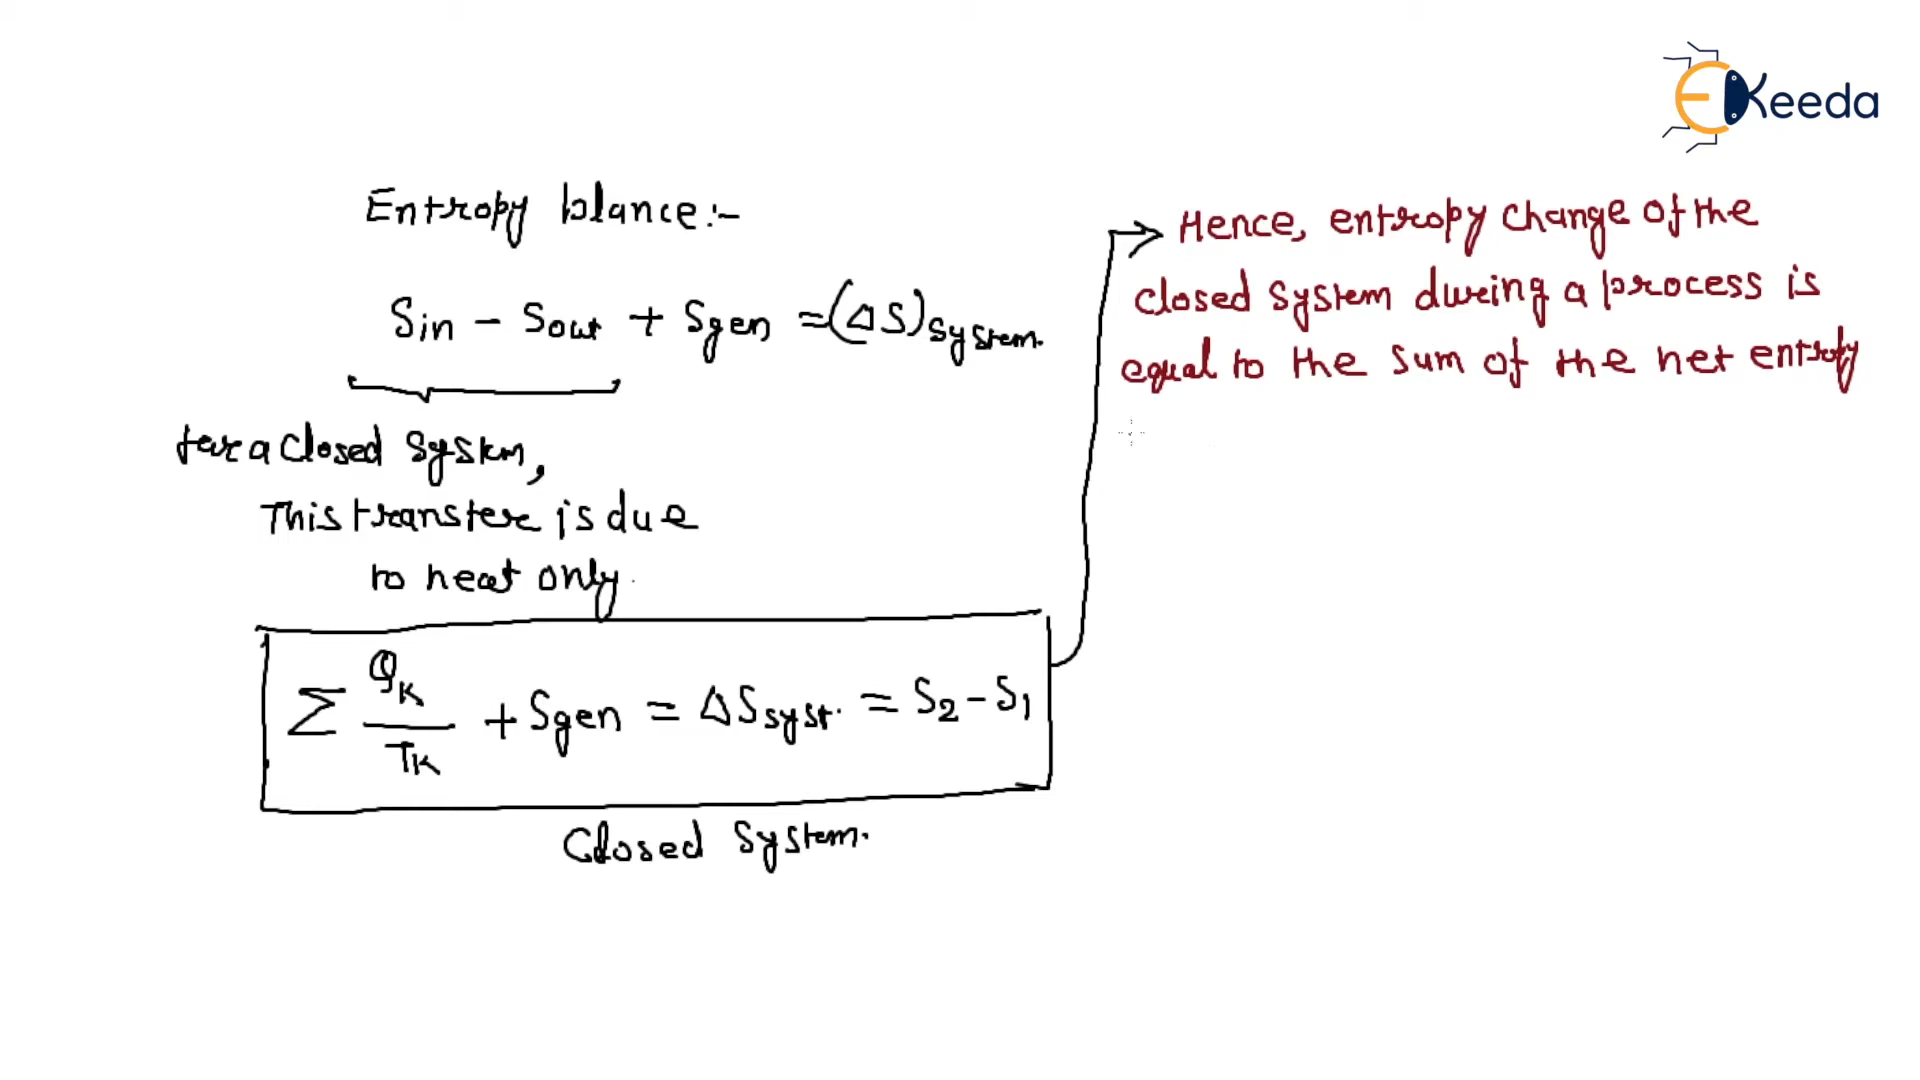 EKeeda
Entropy blance:-
Sin - Sout + Sgen = (ΔS)system.
for a closed system,
This transfer is due
to heat only.
Σ QK/TK + Sgen = ΔSsyst. = S2 - S1
Closed system.
Hence, entropy change of the
closed system during a process is
equal to the sum of the net entropy